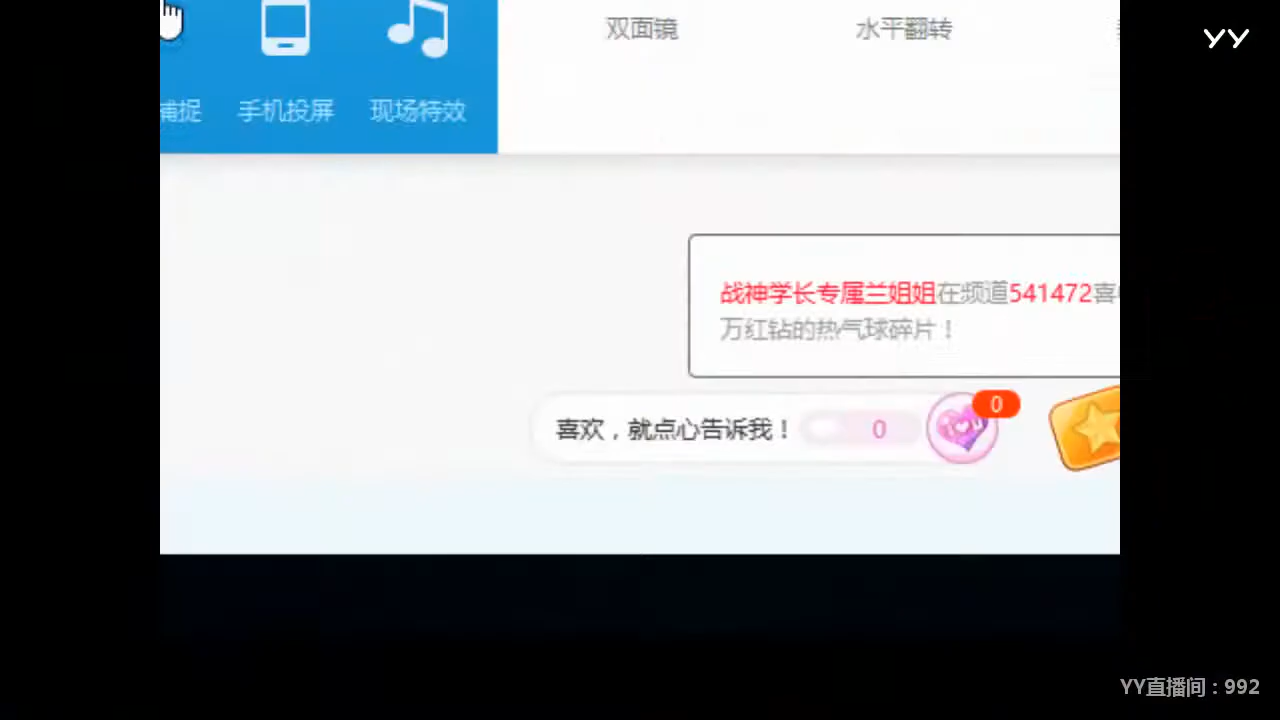 双面镜
水平翻转
YY
捕捉
手机投屏
现场特效
战神学长专属兰姐姐在频道541472喜
万红钻的热气球碎片！
喜欢，就点心告诉我！
0
0
YY直播间：992